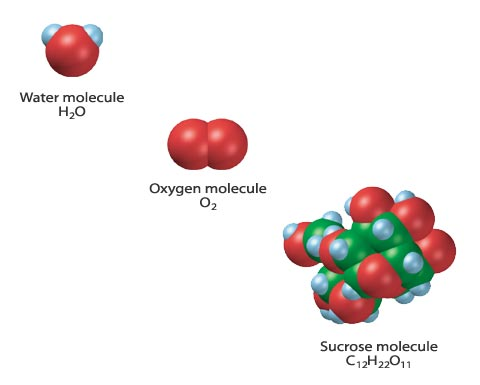 Water molecule
H₂O
Oxygen molecule
O₂
Sucrose molecule
C₁₂H₂₂O₁₁